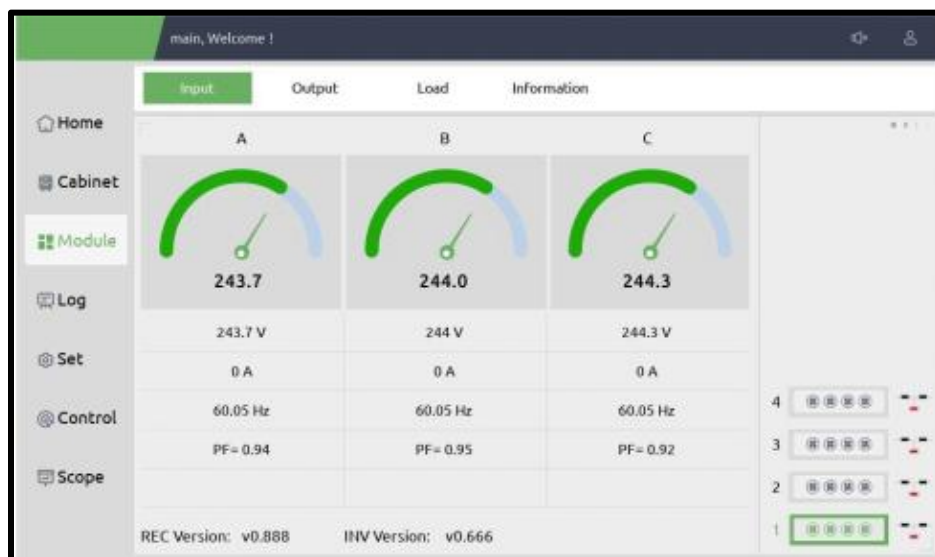 main, Welcome !
Input Output Load Information
Home
Cabinet
Module
Log
Set
Control
Scope
A B C
243.7 244.0 244.3
243.7 V 244 V 244.3 V
0 A 0 A 0 A
60.05 Hz 60.05 Hz 60.05 Hz
PF= 0.94 PF= 0.95 PF= 0.92
REC Version: v0.888 INV Version: v0.666
4
3
2
1